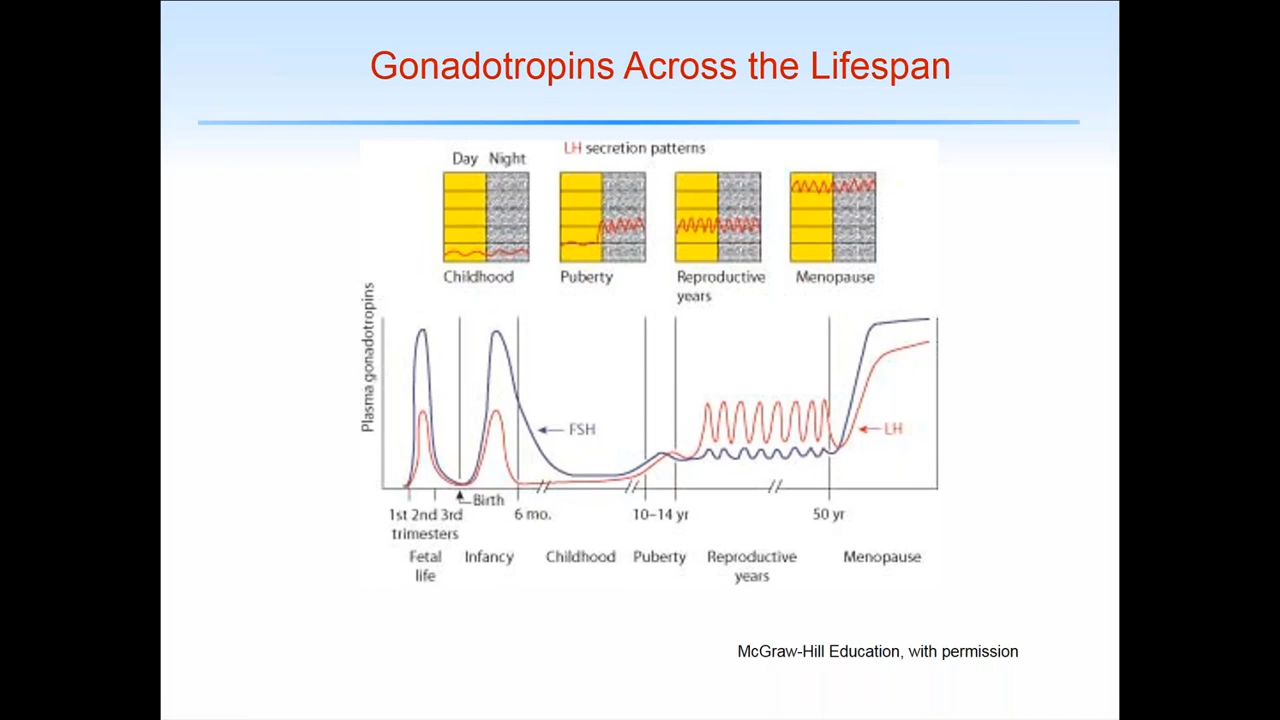 Gonadotropins Across the Lifespan
LH secretion patterns
Day Night
Childhood
Puberty
Reproductive
years
Menopause
Plasma gonadotropins
FSH
LH
Birth
1st 2nd 3rd
trimesters
6 mo.
10–14 yr
50 yr
Fetal
life
Infancy
Childhood
Puberty
Reproductive
years
Menopause
McGraw-Hill Education, with permission